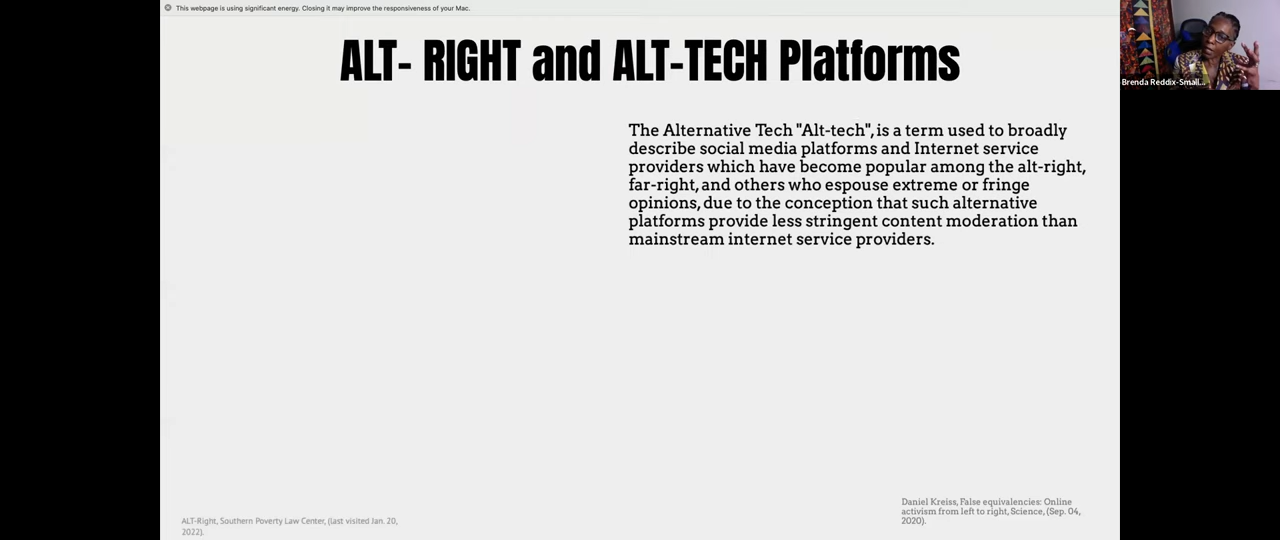 This webpage is using significant energy. Closing it may improve the responsiveness of your Mac.
ALT- RIGHT and ALT-TECH Platforms
Brenda Reddix-Small...
The Alternative Tech "Alt-tech", is a term used to broadly
describe social media platforms and Internet service
providers which have become popular among the alt-right,
far-right, and others who espouse extreme or fringe
opinions, due to the conception that such alternative
platforms provide less stringent content moderation than
mainstream internet service providers.
Daniel Kreiss, False equivalencies: Online
activism from left to right, Science, (Sep. 04,
2020).
ALT-Right, Southern Poverty Law Center, (last visited Jan. 20,
2022).